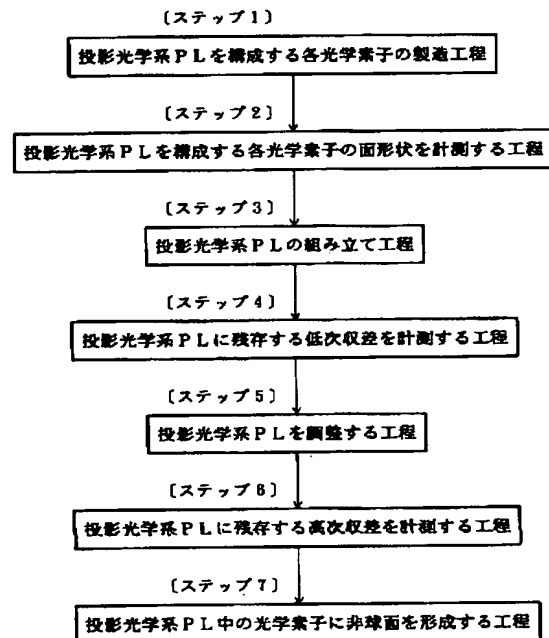 〔ステップ1〕
投影光学系PLを構成する各光学素子の製造工程
〔ステップ2〕
投影光学系PLを構成する各光学素子の面形状を計測する工程
〔ステップ3〕
投影光学系PLの組み立て工程
〔ステップ4〕
投影光学系PLに残存する低次収差を計測する工程
〔ステップ5〕
投影光学系PLを調整する工程
〔ステップ6〕
投影光学系PLに残存する高次収差を計測する工程
〔ステップ7〕
投影光学系PL中の光学素子に非球面を形成する工程